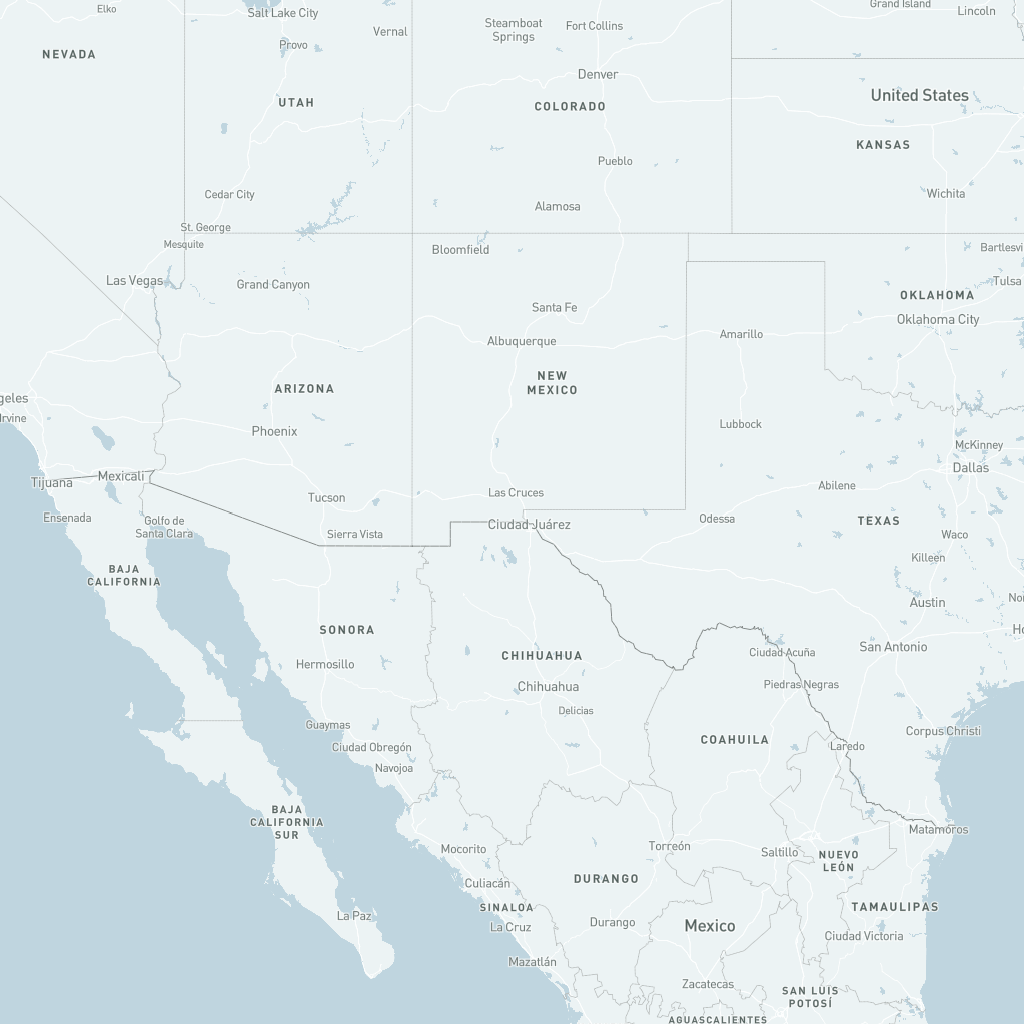 Elko
Salt Lake City
Vernal
Steamboat
Springs
Fort Collins
Grand Island
Lincoln
NEVADA
Provo
Denver
UTAH
COLORADO
United States
KANSAS
Pueblo
Cedar City
Alamosa
Wichita
St. George
Mesquite
Bloomfield
Bartlesvi
Las Vegas
Grand Canyon
Tulsa
OKLAHOMA
Santa Fe
Oklahoma City
Albuquerque
Amarillo
ARIZONA
NEW
MEXICO
geles
Irvine
Phoenix
Lubbock
McKinney
Dallas
Tijuana
Mexicali
Abilene
Tucson
Las Cruces
Ensenada
Golfo de
Santa Clara
Sierra Vista
Ciudad Juárez
Odessa
TEXAS
Waco
Killeen
BAJA
CALIFORNIA
Austin
No
Ho
SONORA
San Antonio
Hermosillo
CHIHUAHUA
Ciudad Acuña
Chihuahua
Piedras Negras
Delicias
Guaymas
Ciudad Obregón
COAHUILA
Laredo
Corpus Christi
Navojoa
BAJA
CALIFORNIA
SUR
Matamoros
Mocorito
Torreón
Saltillo
NUEVO
LEÓN
Culiacán
DURANGO
SINALOA
TAMAULIPAS
La Paz
La Cruz
Durango
Mexico
Ciudad Victoria
Mazatlán
Zacatecas
SAN LUIS
POTOSÍ
AGUASCALIENTES